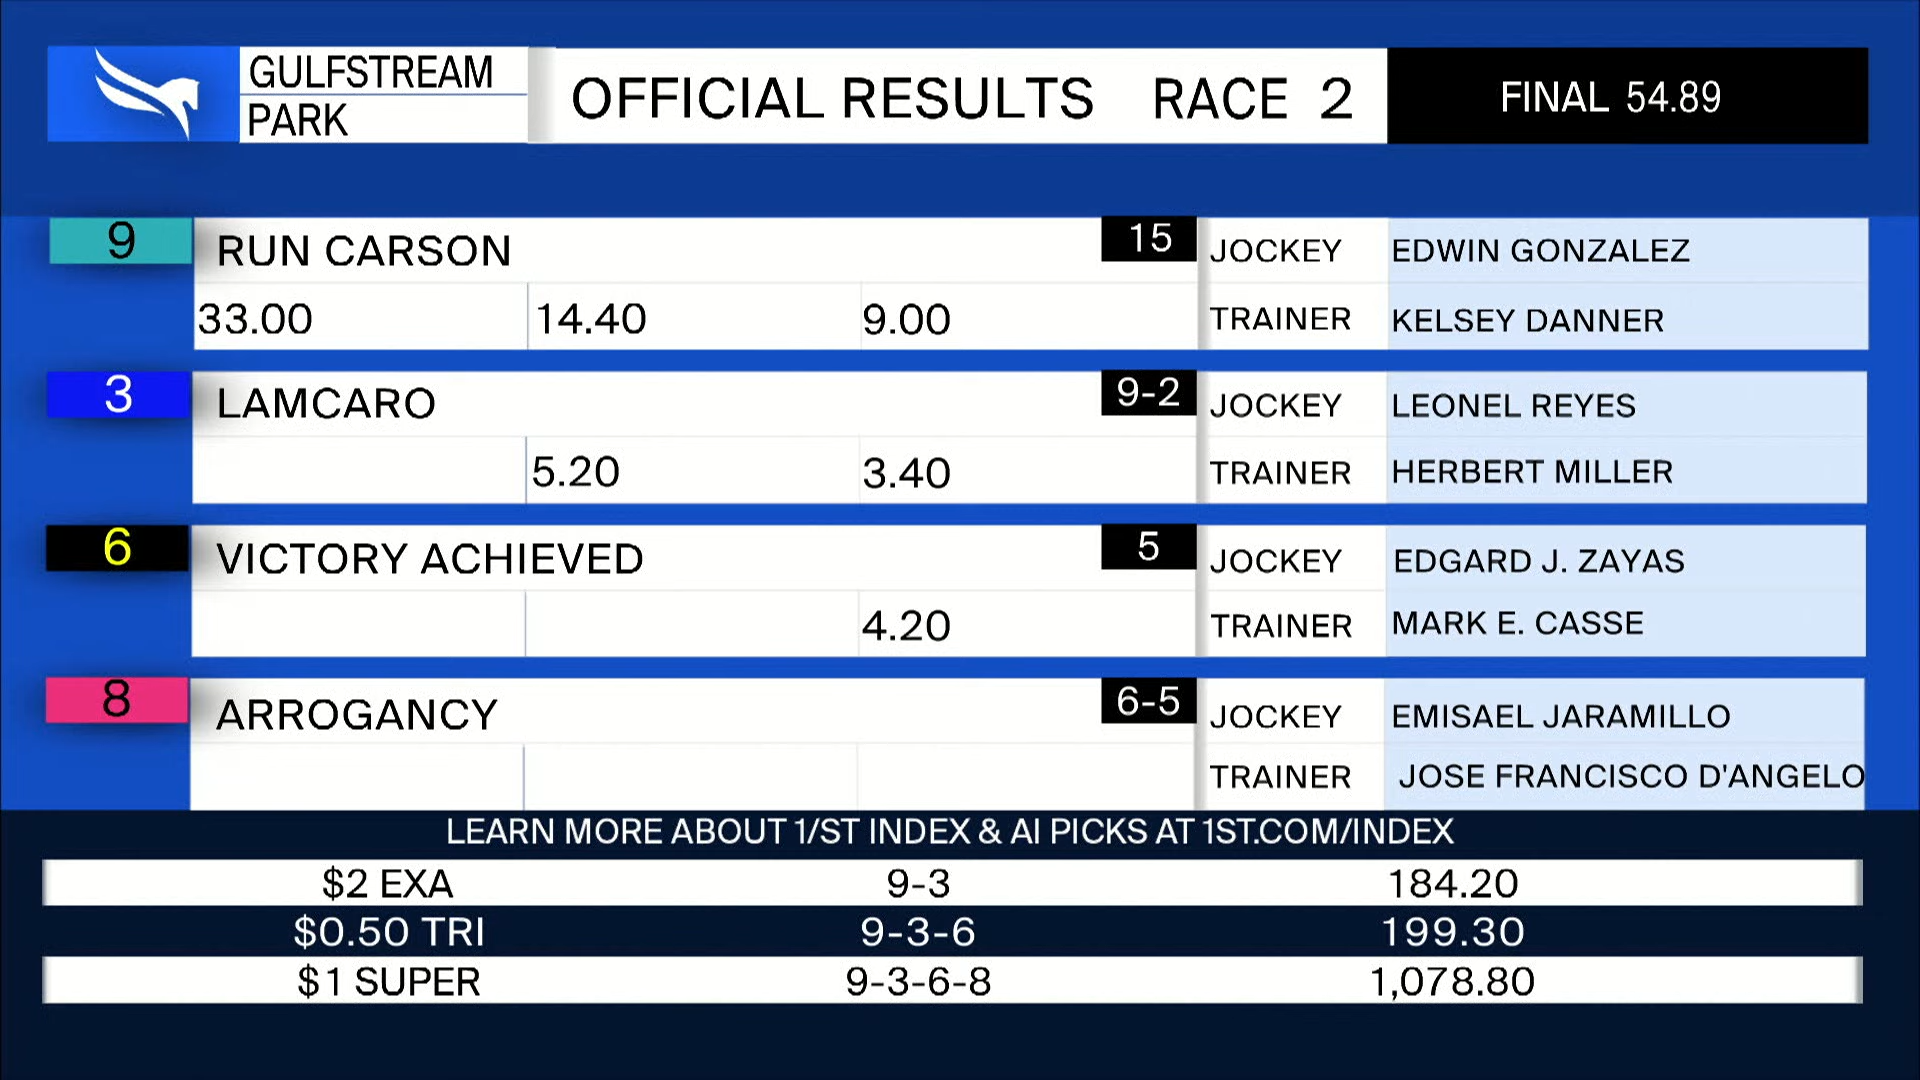 GULFSTREAM
PARK
OFFICIAL RESULTS RACE 2
FINAL 54.89
9 RUN CARSON 15 JOCKEY EDWIN GONZALEZ
33.00 14.40 9.00 TRAINER KELSEY DANNER
3 LAMCARO 9-2 JOCKEY LEONEL REYES
5.20 3.40 TRAINER HERBERT MILLER
6 VICTORY ACHIEVED 5 JOCKEY EDGARD J. ZAYAS
4.20 TRAINER MARK E. CASSE
8 ARROGANCY 6-5 JOCKEY EMISAEL JARAMILLO
TRAINER JOSE FRANCISCO D'ANGELO
LEARN MORE ABOUT 1/ST INDEX & AI PICKS AT 1ST.COM/INDEX
$2 EXA 9-3 184.20
$0.50 TRI 9-3-6 199.30
$1 SUPER 9-3-6-8 1,078.80